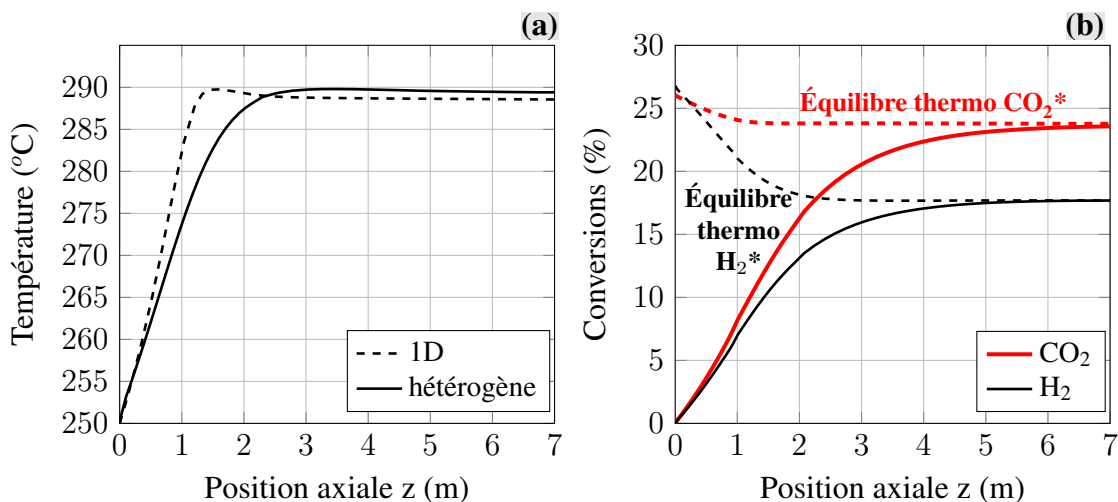 (a)
290
285
280
275
270
265
260
255
250
0 1 2 3 4 5 6 7
Température (°C)
Position axiale z (m)
1D
hétérogène
(b)
30
25
20
15
10
5
0
0 1 2 3 4 5 6 7
Conversions (%)
Position axiale z (m)
Équilibre thermo CO₂*
Équilibre
thermo
H₂*
CO₂
H₂